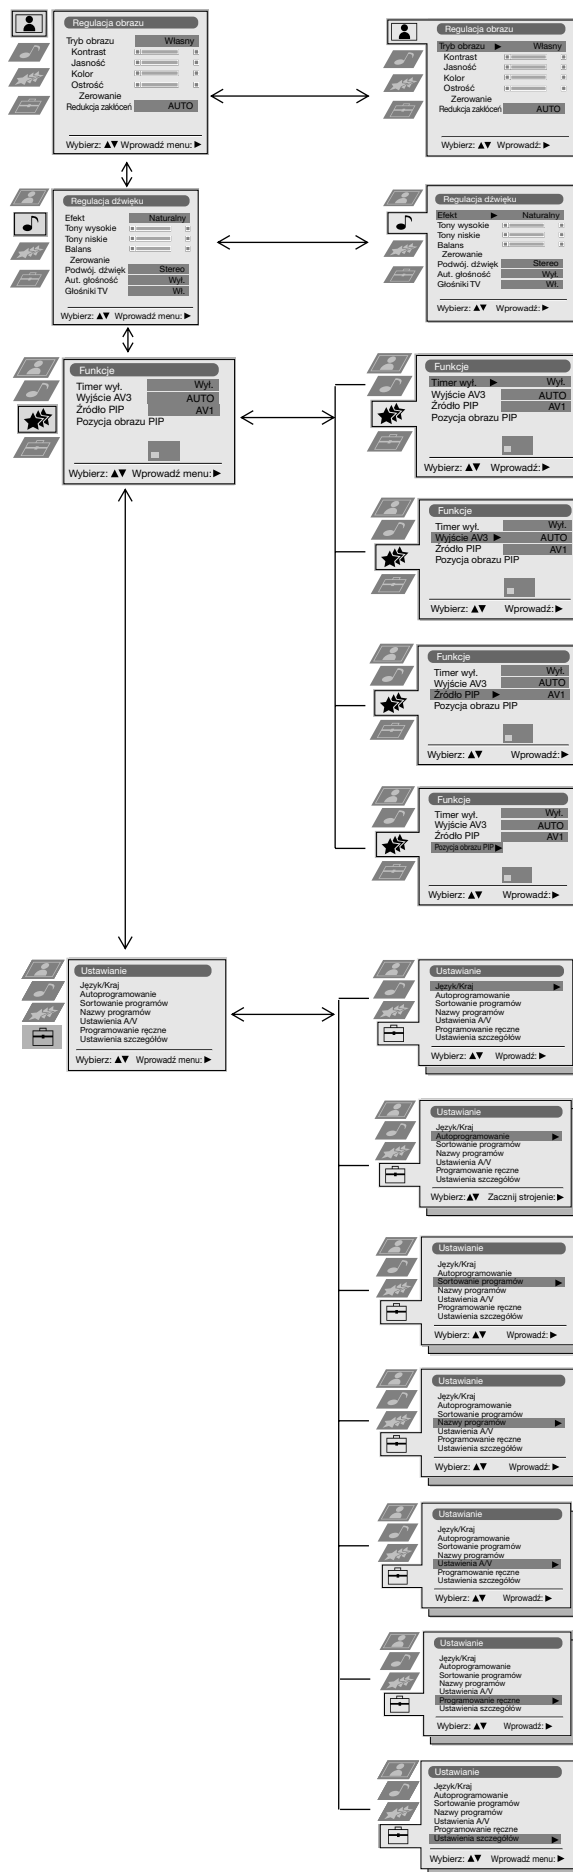 Regulacja obrazu
Tryb obrazu Własny
Kontrast
Jasność
Kolor
Ostrość
Zerowanie
Redukcja zakłóceń AUTO
Wybierz: ▲▼ Wprowadź menu: ▶
Regulacja obrazu
Tryb obrazu ▶ Własny
Kontrast
Jasność
Kolor
Ostrość
Zerowanie
Redukcja zakłóceń AUTO
Wybierz: ▲▼ Wprowadź: ▶
Regulacja dźwięku
Efekt Naturalny
Tony wysokie
Tony niskie
Balans
Zerowanie
Podwój. dźwięk Stereo
Aut. głośność Wył.
Głośniki TV Wł.
Wybierz: ▲▼ Wprowadź menu: ▶
Regulacja dźwięku
Efekt ▶ Naturalny
Tony wysokie
Tony niskie
Balans
Zerowanie
Podwój. dźwięk Stereo
Aut. głośność Wył.
Głośniki TV Wł.
Wybierz: ▲▼ Wprowadź: ▶
Funkcje
Timer wył. Wył.
Wyjście AV3 AUTO
Źródło PIP AV1
Pozycja obrazu PIP
Wybierz: ▲▼ Wprowadź menu: ▶
Funkcje
Timer wył. ▶ Wył.
Wyjście AV3 AUTO
Źródło PIP AV1
Pozycja obrazu PIP
Wybierz: ▲▼ Wprowadź: ▶
Funkcje
Timer wył. Wył.
Wyjście AV3 ▶ AUTO
Źródło PIP AV1
Pozycja obrazu PIP
Wybierz: ▲▼ Wprowadź: ▶
Funkcje
Timer wył. Wył.
Wyjście AV3 AUTO
Źródło PIP ▶ AV1
Pozycja obrazu PIP
Wybierz: ▲▼ Wprowadź: ▶
Funkcje
Timer wył. Wył.
Wyjście AV3 AUTO
Źródło PIP AV1
Pozycja obrazu PIP ▶
Wybierz: ▲▼ Wprowadź: ▶
Ustawianie
Język/Kraj
Autoprogramowanie
Sortowanie programów
Nazwy programów
Ustawienia A/V
Programowanie ręczne
Ustawienia szczegółów
Wybierz: ▲▼ Wprowadź menu: ▶
Ustawianie
Język/Kraj ▶
Autoprogramowanie
Sortowanie programów
Nazwy programów
Ustawienia A/V
Programowanie ręczne
Ustawienia szczegółów
Wybierz: ▲▼ Wprowadź: ▶
Ustawianie
Język/Kraj
Autoprogramowanie ▶
Sortowanie programów
Nazwy programów
Ustawienia A/V
Programowanie ręczne
Ustawienia szczegółów
Wybierz: ▲▼ Zacznij strojenie: ▶
Ustawianie
Język/Kraj
Autoprogramowanie
Sortowanie programów ▶
Nazwy programów
Ustawienia A/V
Programowanie ręczne
Ustawienia szczegółów
Wybierz: ▲▼ Wprowadź: ▶
Ustawianie
Język/Kraj
Autoprogramowanie
Sortowanie programów
Nazwy programów ▶
Ustawienia A/V
Programowanie ręczne
Ustawienia szczegółów
Wybierz: ▲▼ Wprowadź: ▶
Ustawianie
Język/Kraj
Autoprogramowanie
Sortowanie programów
Nazwy programów
Ustawienia A/V ▶
Programowanie ręczne
Ustawienia szczegółów
Wybierz: ▲▼ Wprowadź: ▶
Ustawianie
Język/Kraj
Autoprogramowanie
Sortowanie programów
Nazwy programów
Ustawienia A/V
Programowanie ręczne ▶
Ustawienia szczegółów
Wybierz: ▲▼ Wprowadź: ▶
Ustawianie
Język/Kraj
Autoprogramowanie
Sortowanie programów
Nazwy programów
Ustawienia A/V
Programowanie ręczne
Ustawienia szczegółów ▶
Wybierz: ▲▼ Wprowadź menu: ▶